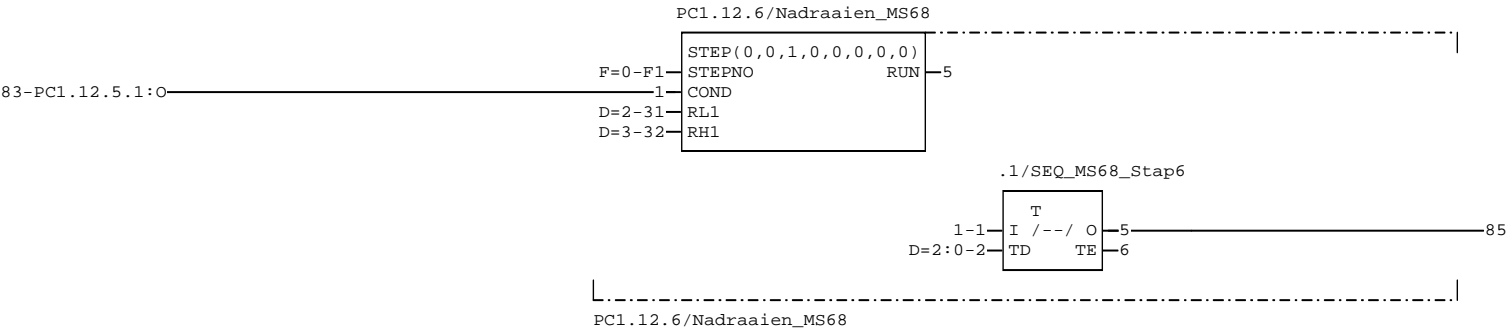 PC1.12.6/Nadraaien_MS68
STEP(0,0,1,0,0,0,0,0)
F=0-F1 STEPNO RUN 5
83-PC1.12.5.1:O 1 COND
D=2-31 RL1
D=3-32 RH1
.1/SEQ_MS68_Stap6
T
1-1 I /--/ O 5 85
D=2:0-2 TD TE 6
PC1.12.6/Nadraaien_MS68